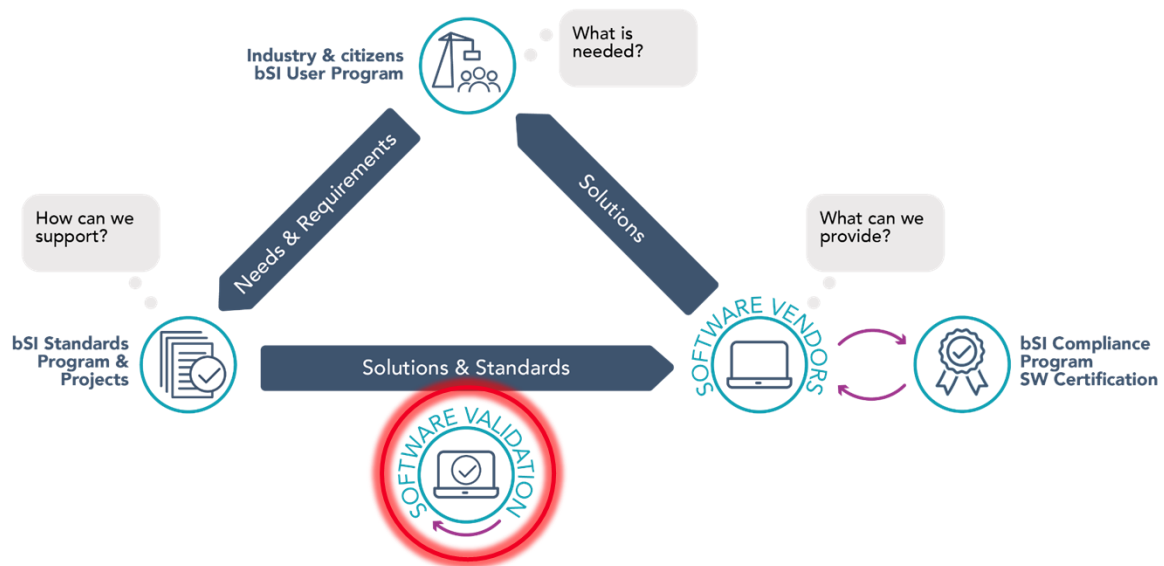 Industry & citizens
bSI User Program
What is
needed?
Needs & Requirements
Solutions
How can we
support?
What can we
provide?
bSI Standards
Program &
Projects
Solutions & Standards
SOFTWARE VENDORS
bSI Compliance
Program
SW Certification
SOFTWARE VALIDATION